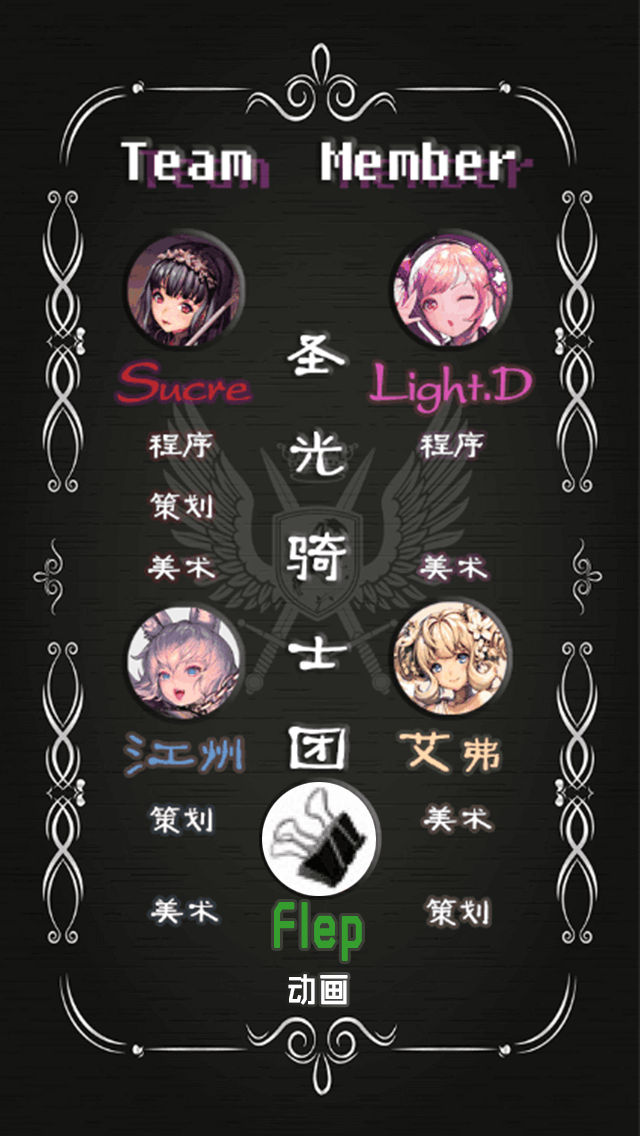 Team Member
Sucre
程序
策划
美术
圣光骑士团
Light.D
程序
美术
江州
策划
美术
艾弗
美术
策划
Flep
动画